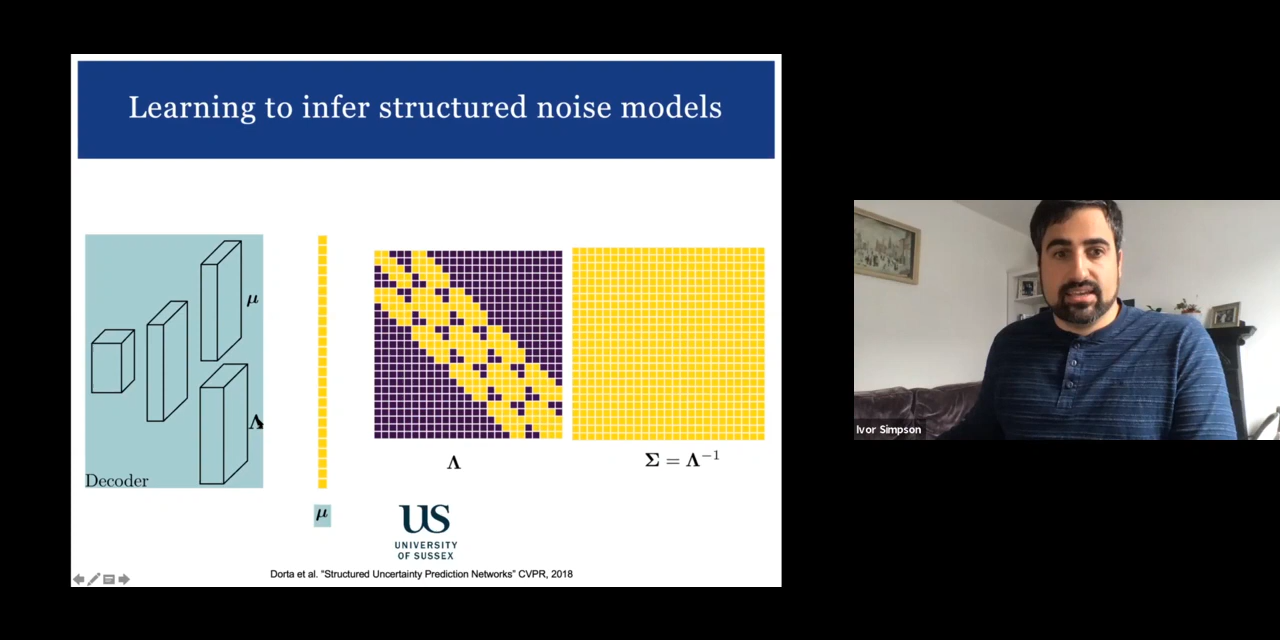 Learning to infer structured noise models
μ
Λ
Decoder
μ
Λ
Σ = Λ⁻¹
US
UNIVERSITY
OF SUSSEX
Dorta et al. “Structured Uncertainty Prediction Networks” CVPR, 2018
Ivor Simpson